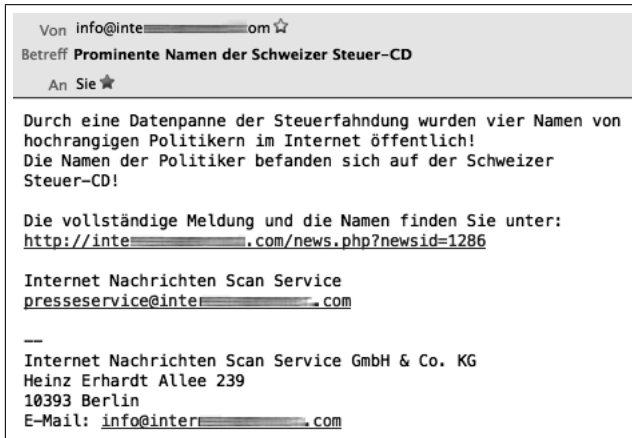 Von info@inte om
Betreff Prominente Namen der Schweizer Steuer-CD
An Sie
Durch eine Datenpanne der Steuerfahndung wurden vier Namen von
hochrangigen Politikern im Internet öffentlich!
Die Namen der Politiker befanden sich auf der Schweizer
Steuer-CD!
Die vollständige Meldung und die Namen finden Sie unter:
http://inte .com/news.php?newsid=1286
Internet Nachrichten Scan Service
presseservice@inter .com
--
Internet Nachrichten Scan Service GmbH & Co. KG
Heinz Erhardt Allee 239
10393 Berlin
E-Mail: info@inter .com